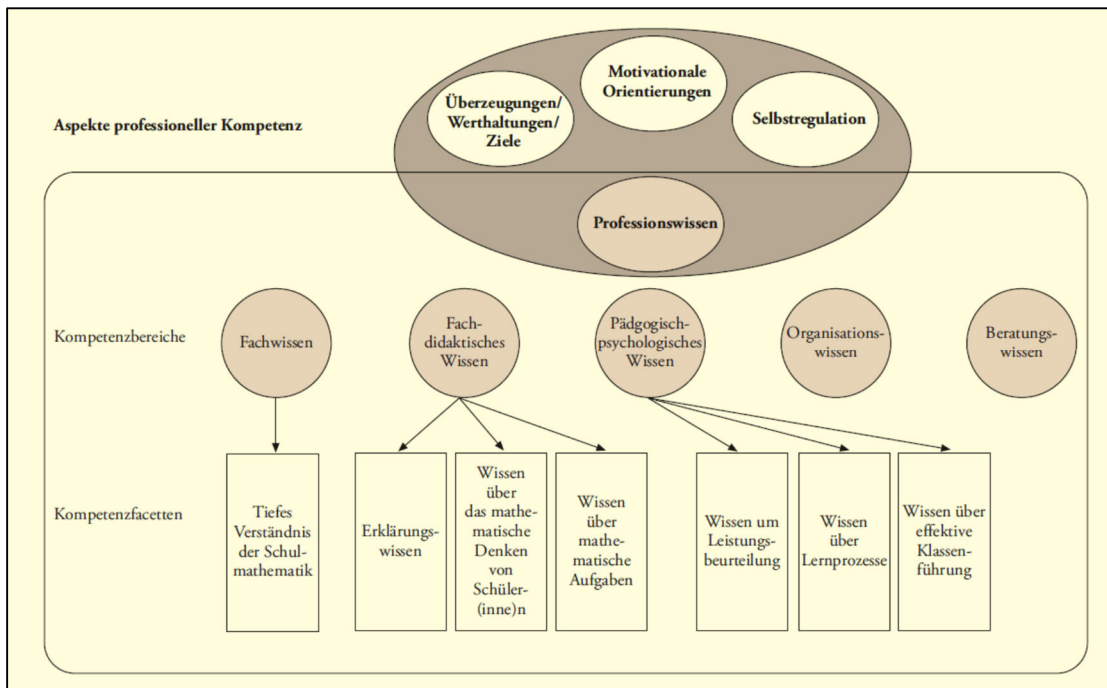 Motivationale
Orientierungen
Überzeugungen/
Werthaltungen/
Ziele
Selbstregulation
Aspekte professioneller Kompetenz
Professionswissen
Kompetenzbereiche
Fachwissen
Fach-
didaktisches
Wissen
Pädgogisch-
psychologisches
Wissen
Organisations-
wissen
Beratungs-
wissen
Kompetenzfacetten
Tiefes
Verständnis
der Schul-
mathematik
Erklärungs-
wissen
Wissen
über
das mathe-
matische
Denken
von
Schüler-
(inne)n
Wissen
über
mathe-
matische
Aufgaben
Wissen um
Leistungs-
beurteilung
Wissen
über
Lernprozesse
Wissen über
effektive
Klassen-
führung